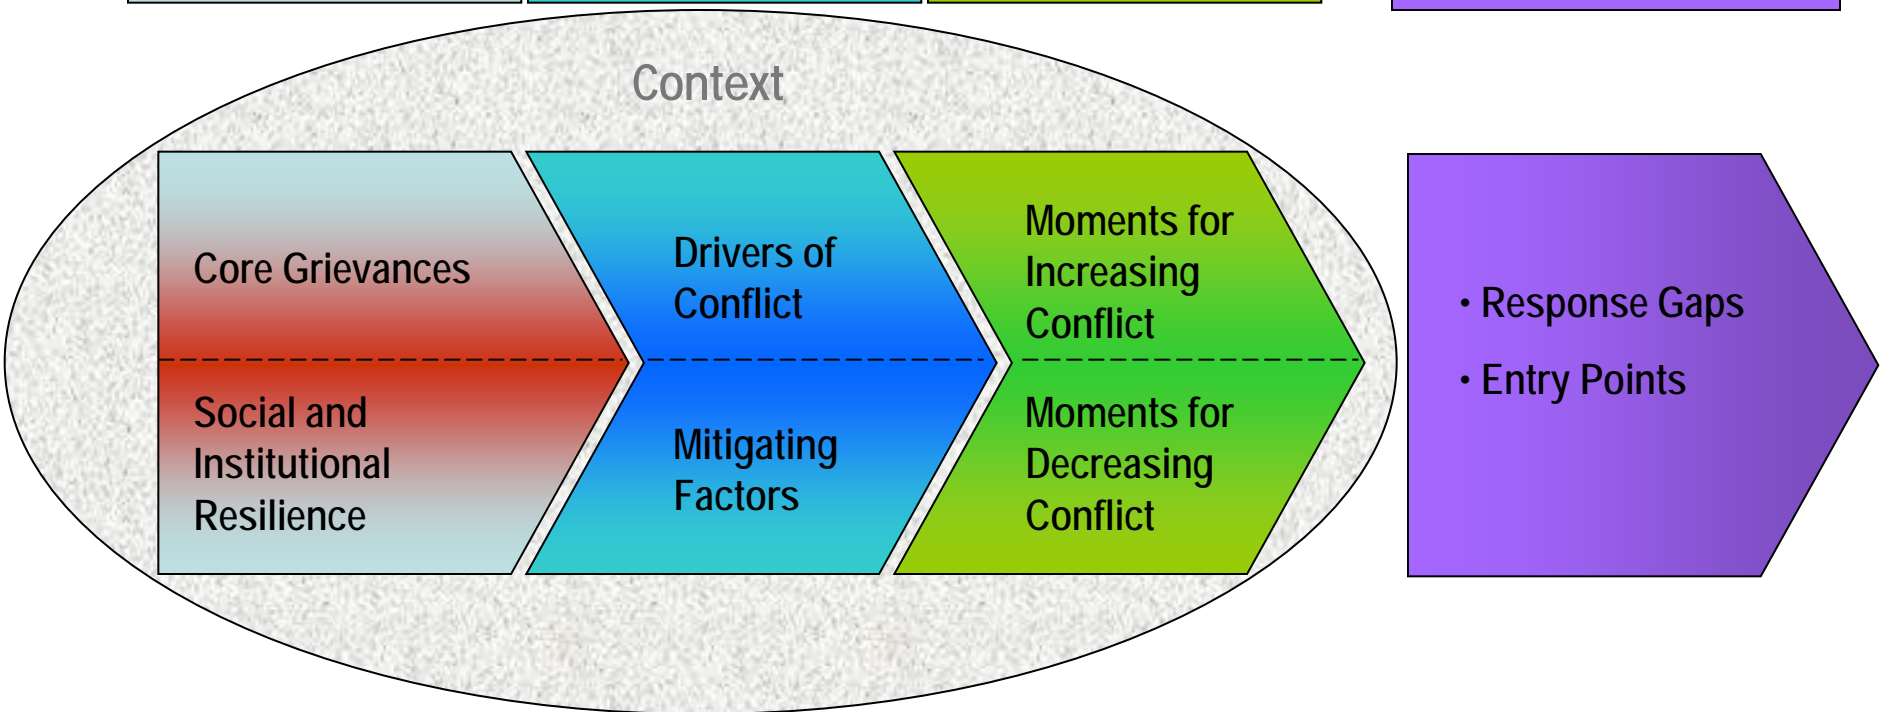 Context
Core Grievances
Social and
Institutional
Resilience
Drivers of
Conflict
Mitigating
Factors
Moments for
Increasing
Conflict
Moments for
Decreasing
Conflict
· Response Gaps
· Entry Points